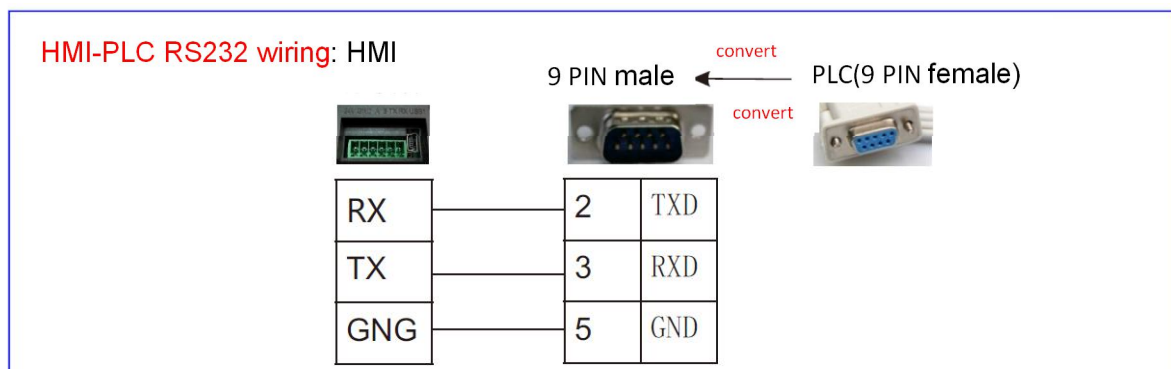 HMI-PLC RS232 wiring: HMI
convert
9 PIN male
PLC(9 PIN female)
convert
RX
2
TXD
TX
3
RXD
GNG
5
GND